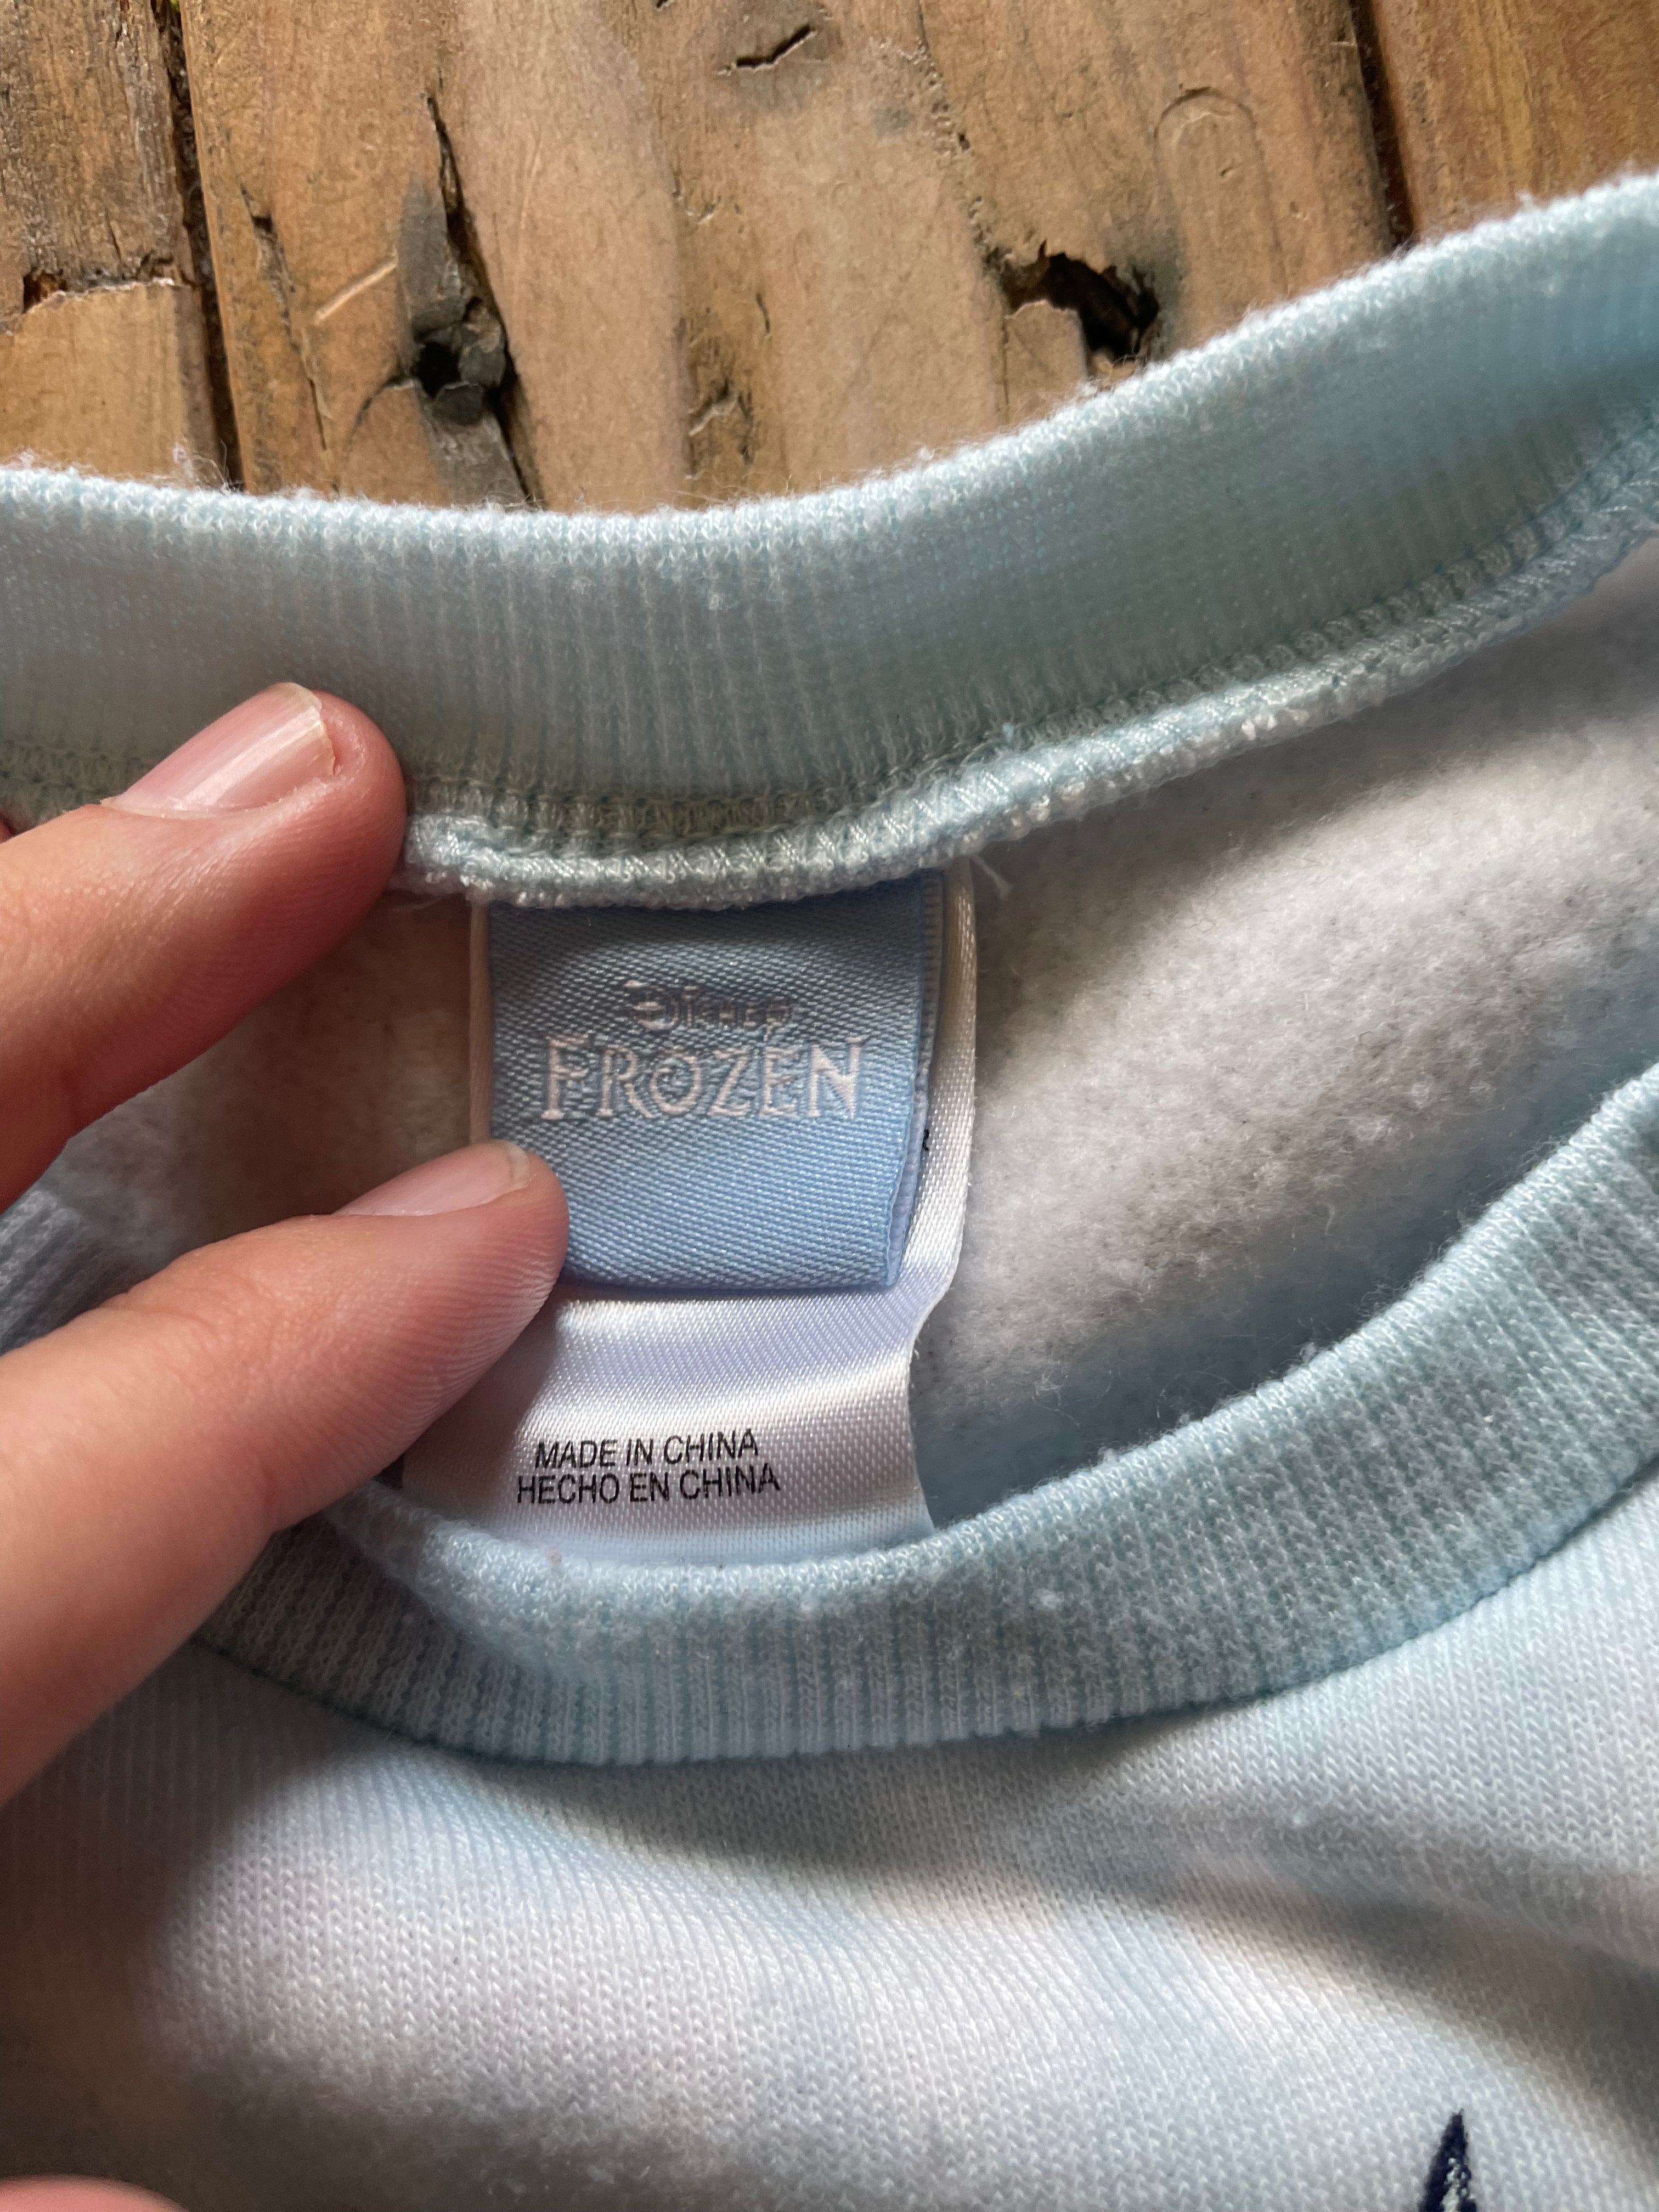 Disney
FROZEN
MADE IN CHINA
HECHO EN CHINA